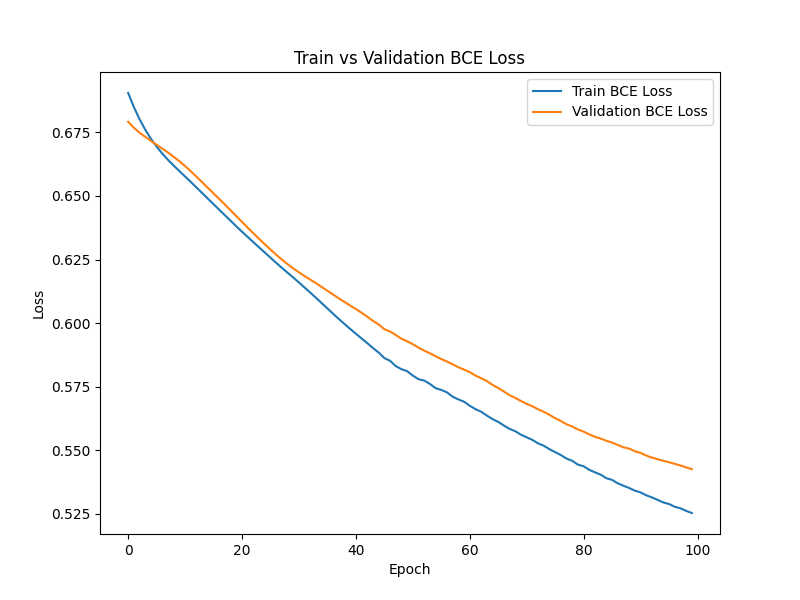 Train vs Validation BCE Loss
Train BCE Loss
Validation BCE Loss
0.675
0.650
0.625
0.600
0.575
0.550
0.525
Loss
0
20
40
60
80
100
Epoch